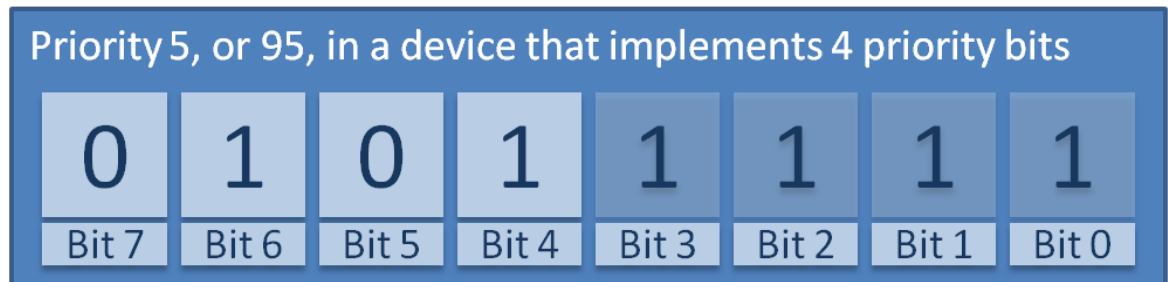 Priority 5, or 95, in a device that implements 4 priority bits
0 1 0 1 1 1 1 1
Bit 7 Bit 6 Bit 5 Bit 4 Bit 3 Bit 2 Bit 1 Bit 0